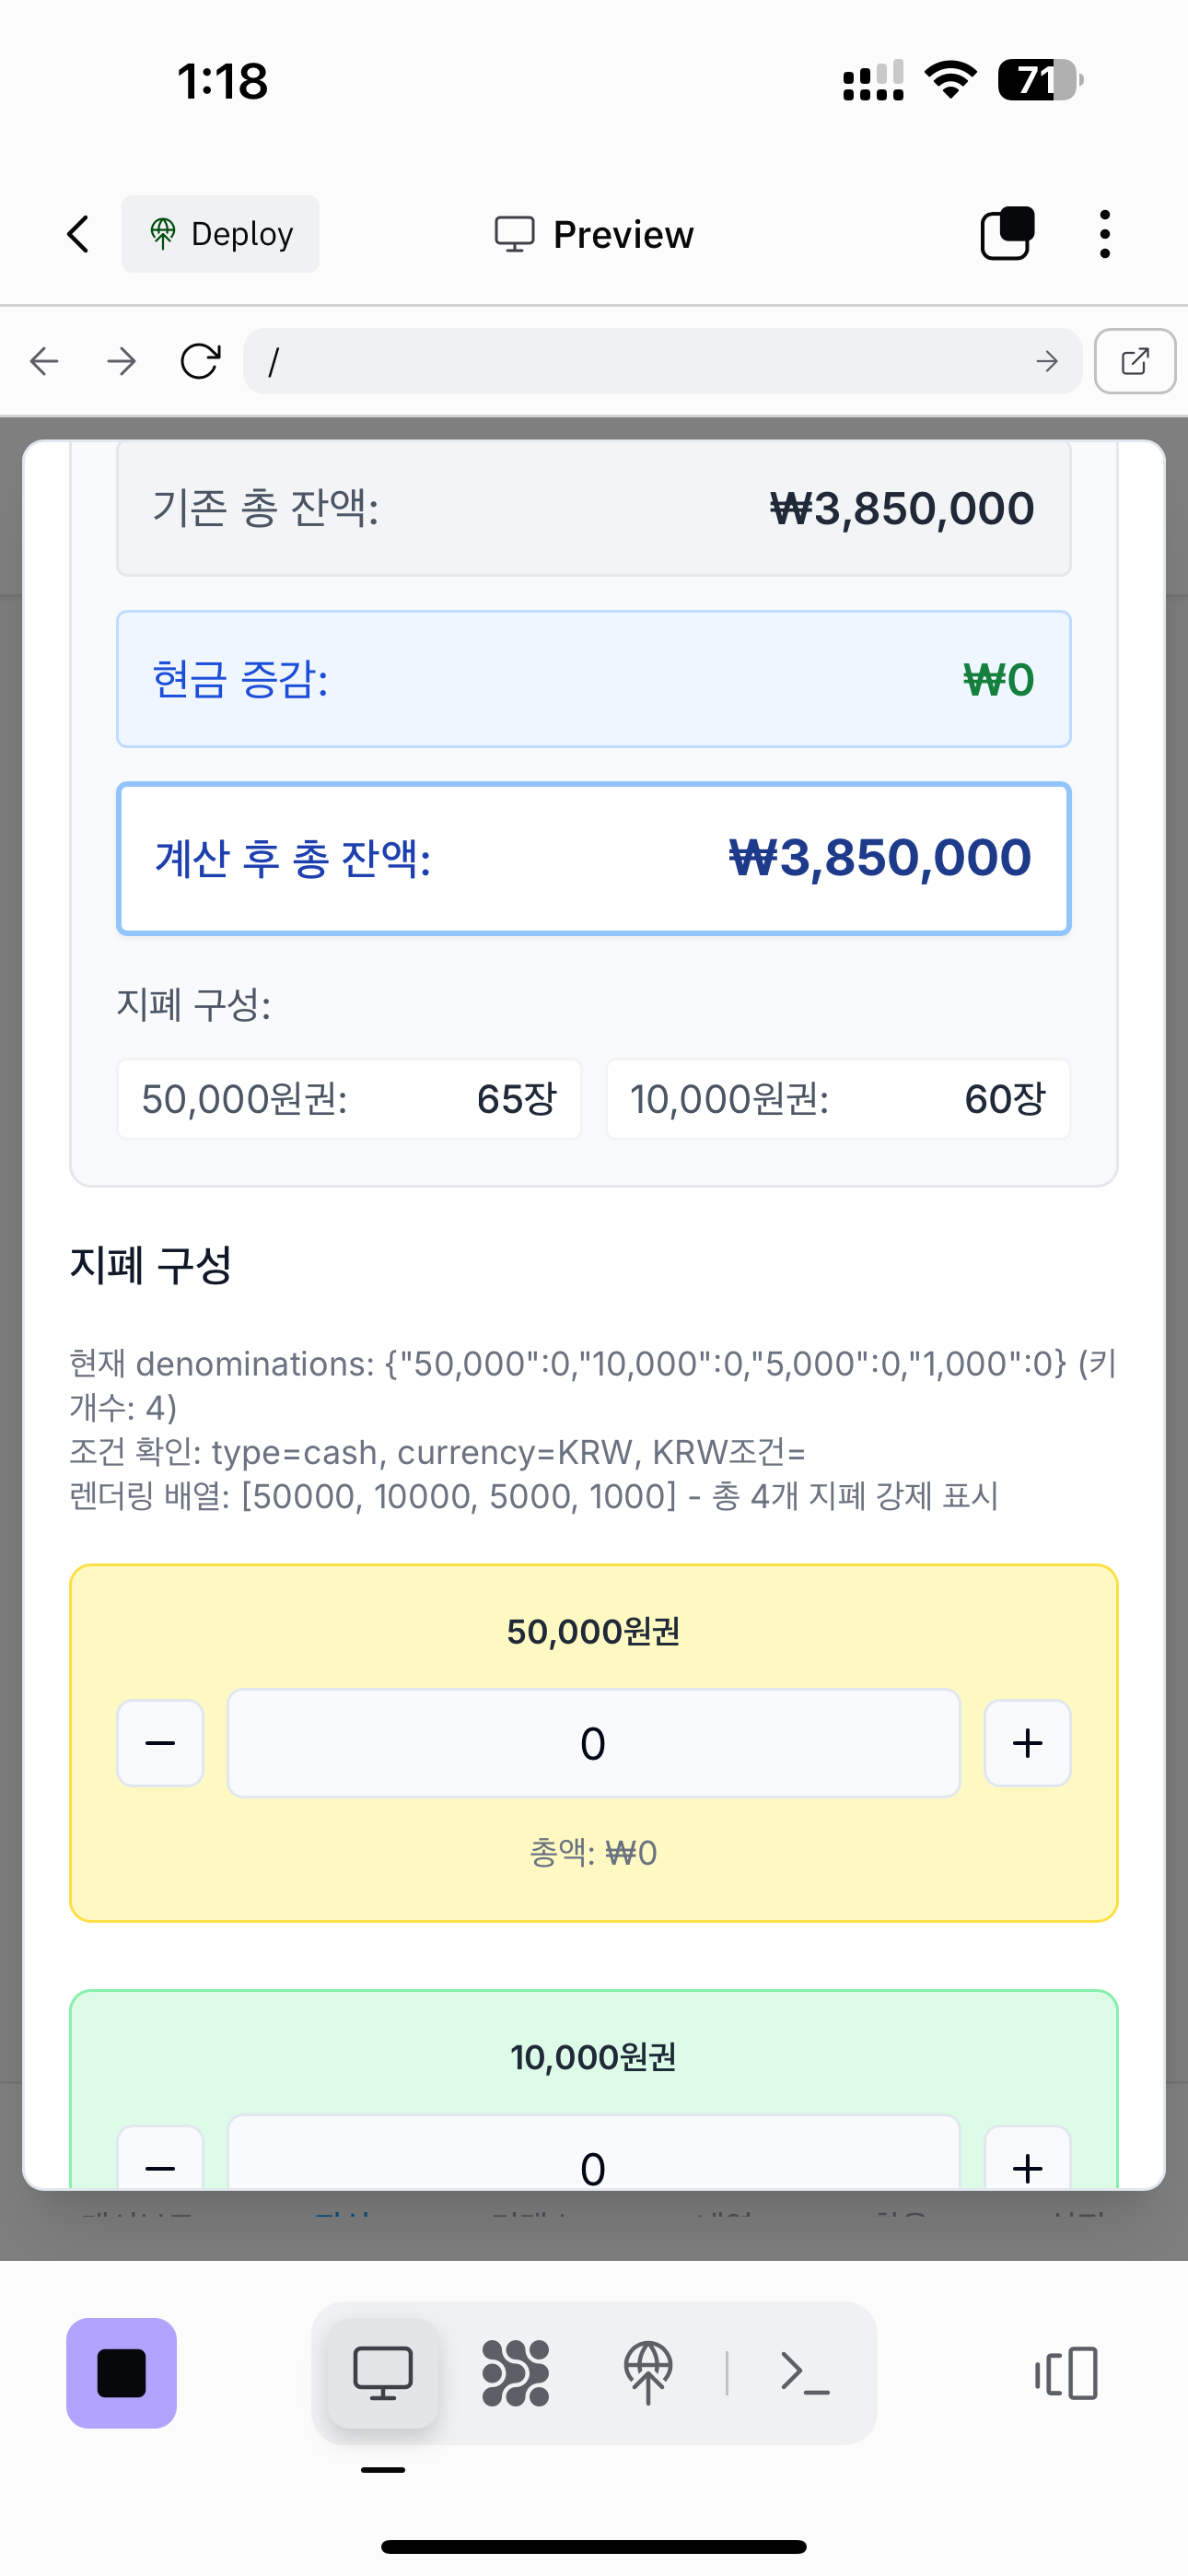 1:18
71
Deploy
Preview
/
기존 총 잔액: ₩3,850,000
현금 증감: ₩0
계산 후 총 잔액: ₩3,850,000
지폐 구성:
50,000원권: 65장 10,000원권: 60장
지폐 구성
현재 denominations: {"50,000":0,"10,000":0,"5,000":0,"1,000":0} (키
개수: 4)
조건 확인: type=cash, currency=KRW, KRW조건=
렌더링 배열: [50000, 10000, 5000, 1000] - 총 4개 지폐 강제 표시
50,000원권
0
총액: ₩0
10,000원권
0